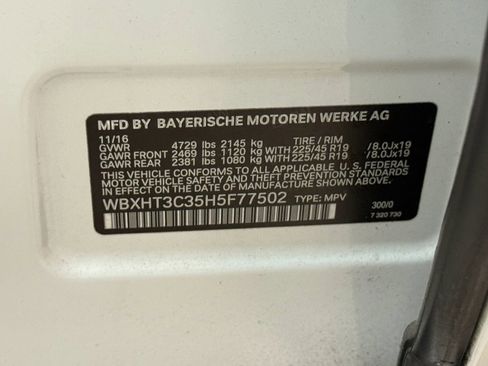 MFD BY BAYERISCHE MOTOREN WERKE AG
11/16
GVWR 4729 lbs 2145 kg TIRE / RIM
GAWR FRONT 2469 lbs 1120 kg WITH 225/45 R19 / 8.0Jx19
GAWR REAR 2381 lbs 1080 kg WITH 225/45 R19 / 8.0Jx19
THIS VEHICLE CONFORMS TO ALL APPLICABLE U. S. FEDERAL
MOTOR VEHICLE SAFETY, BUMPER, AND THEFT PREVENTION
STANDARDS IN EFFECT ON THE DATE OF MANUFACTURE SHOWN ABOVE.
WBXHT3C35H5F77502 TYPE: MPV 300/0
7 320 730